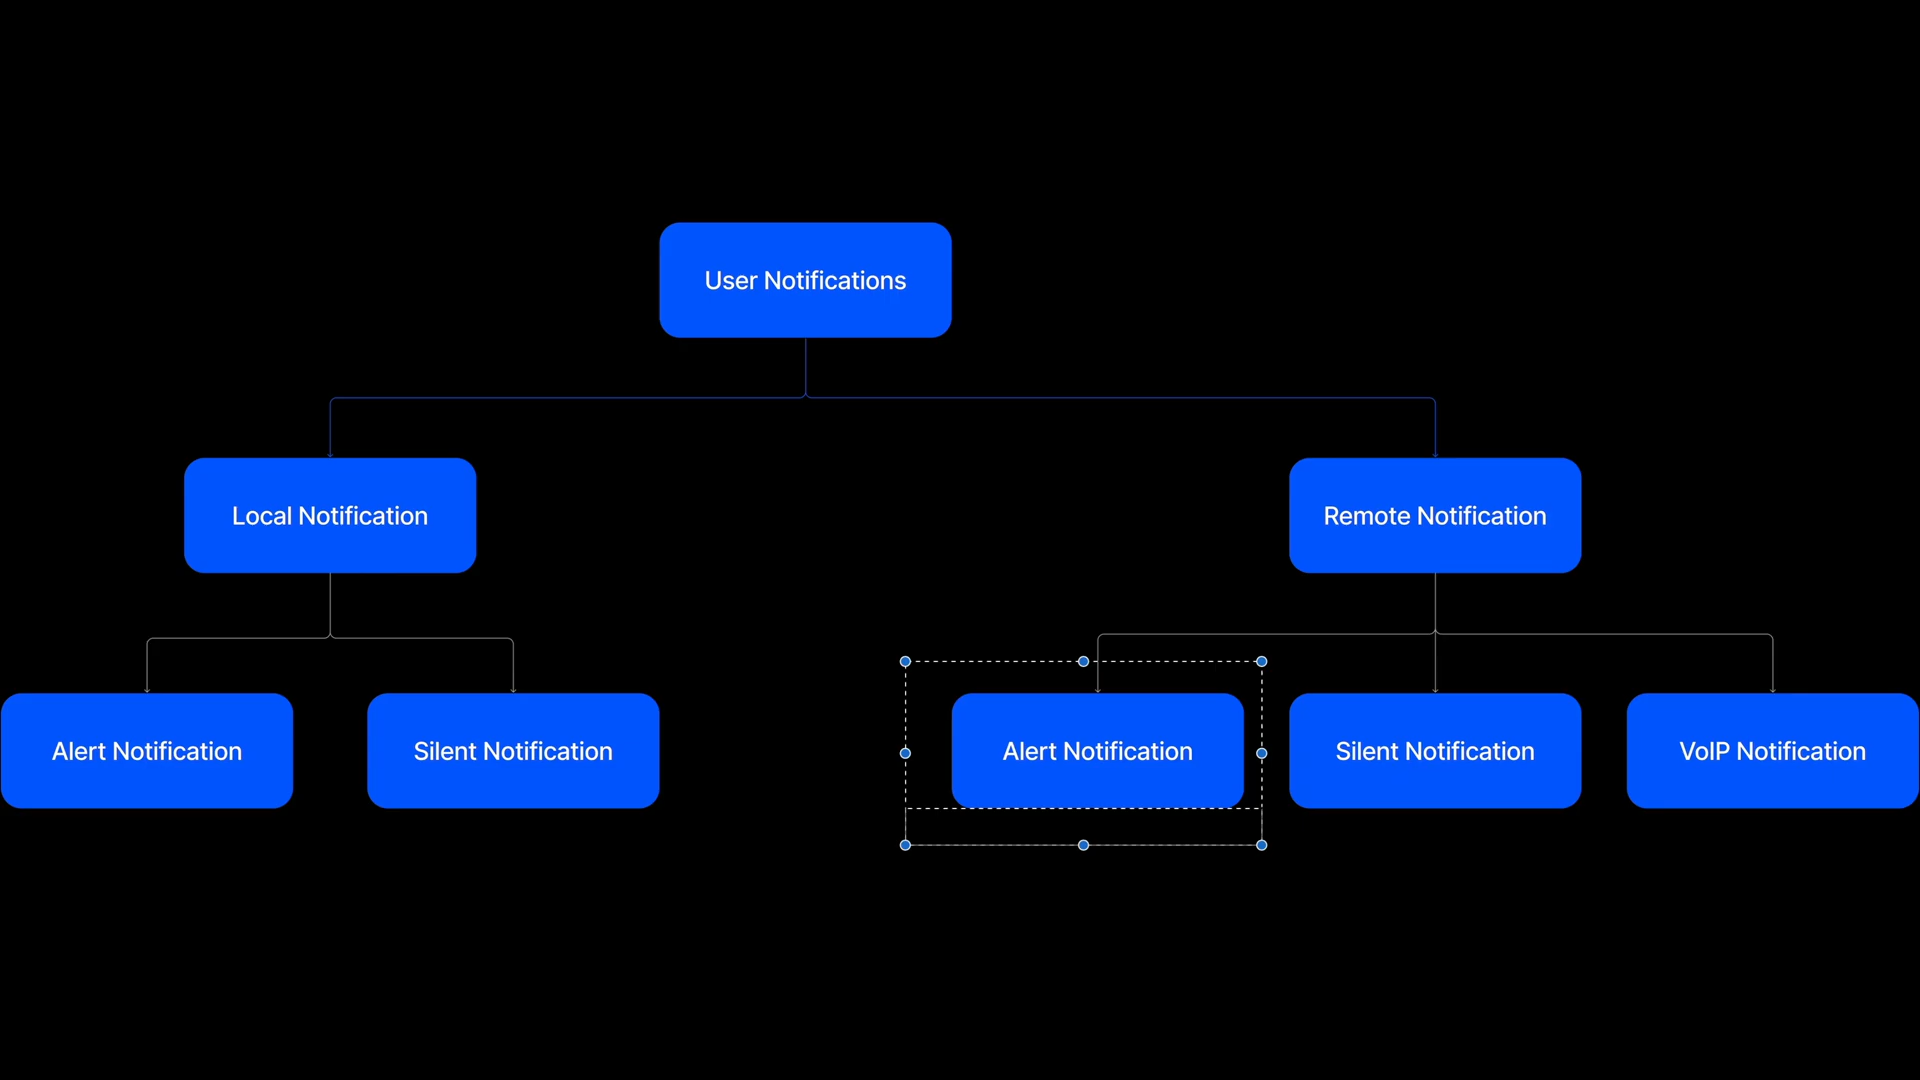 User Notifications
Local Notification
Remote Notification
Alert Notification
Silent Notification
Alert Notification
Silent Notification
VoIP Notification